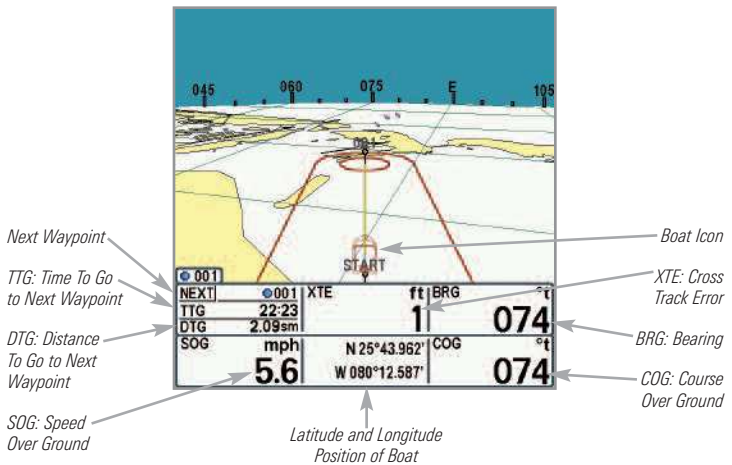 045 060 075 E 105
001
START
001
NEXT 001
TTG 22:23
DTG 2.09sm
XTE ft
1
BRG °t
074
SOG mph
5.6
N 25°43.962'
W 080°12.587'
COG °t
074
Next Waypoint
TTG: Time To Go
to Next Waypoint
DTG: Distance
To Go to Next
Waypoint
SOG: Speed
Over Ground
Latitude and Longitude
Position of Boat
Boat Icon
XTE: Cross
Track Error
BRG: Bearing
COG: Course
Over Ground